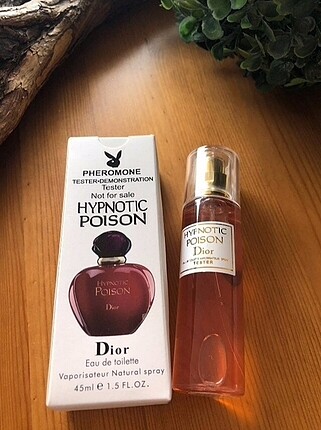 PHEROMONE
TESTER-DEMONSTRATION
Tester
Not for sale
HYPNOTIC
POISON
HYPNOTIC
POISON
Dior
Dior
Eau de toilette
Vaporisateur Natural spray
45ml e 1.5 FL.OZ.
HYPNOTIC
POISON
Dior
TESTER